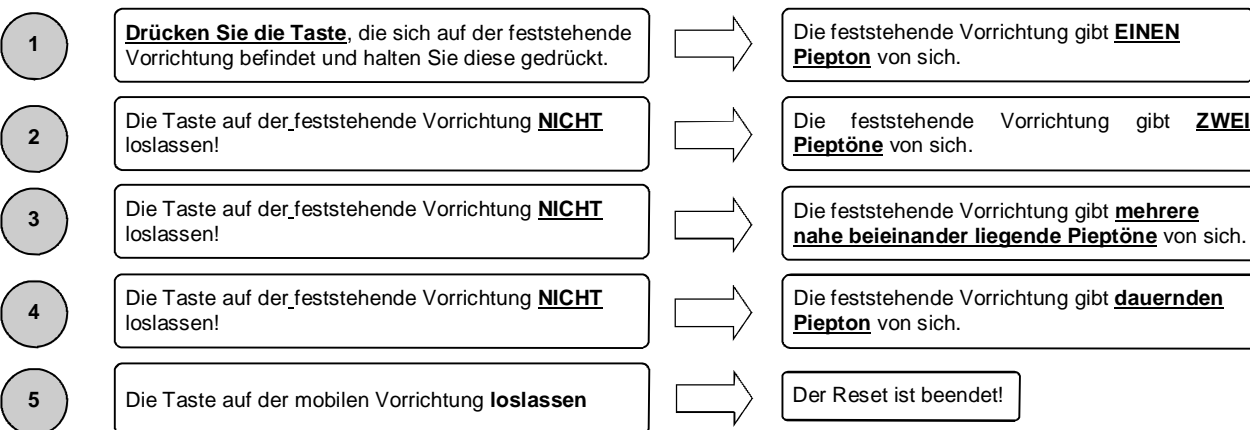 1
Drücken Sie die Taste, die sich auf der feststehende
Vorrichtung befindet und halten Sie diese gedrückt.
Die feststehende Vorrichtung gibt EINEN
Piepton von sich.
2
Die Taste auf der feststehende Vorrichtung NICHT
loslassen!
Die feststehende Vorrichtung gibt ZWEI
Pieptöne von sich.
3
Die Taste auf der feststehende Vorrichtung NICHT
loslassen!
Die feststehende Vorrichtung gibt mehrere
nahe beieinander liegende Pieptöne von sich.
4
Die Taste auf der feststehende Vorrichtung NICHT
loslassen!
Die feststehende Vorrichtung gibt dauernden
Piepton von sich.
5
Die Taste auf der mobilen Vorrichtung loslassen
Der Reset ist beendet!